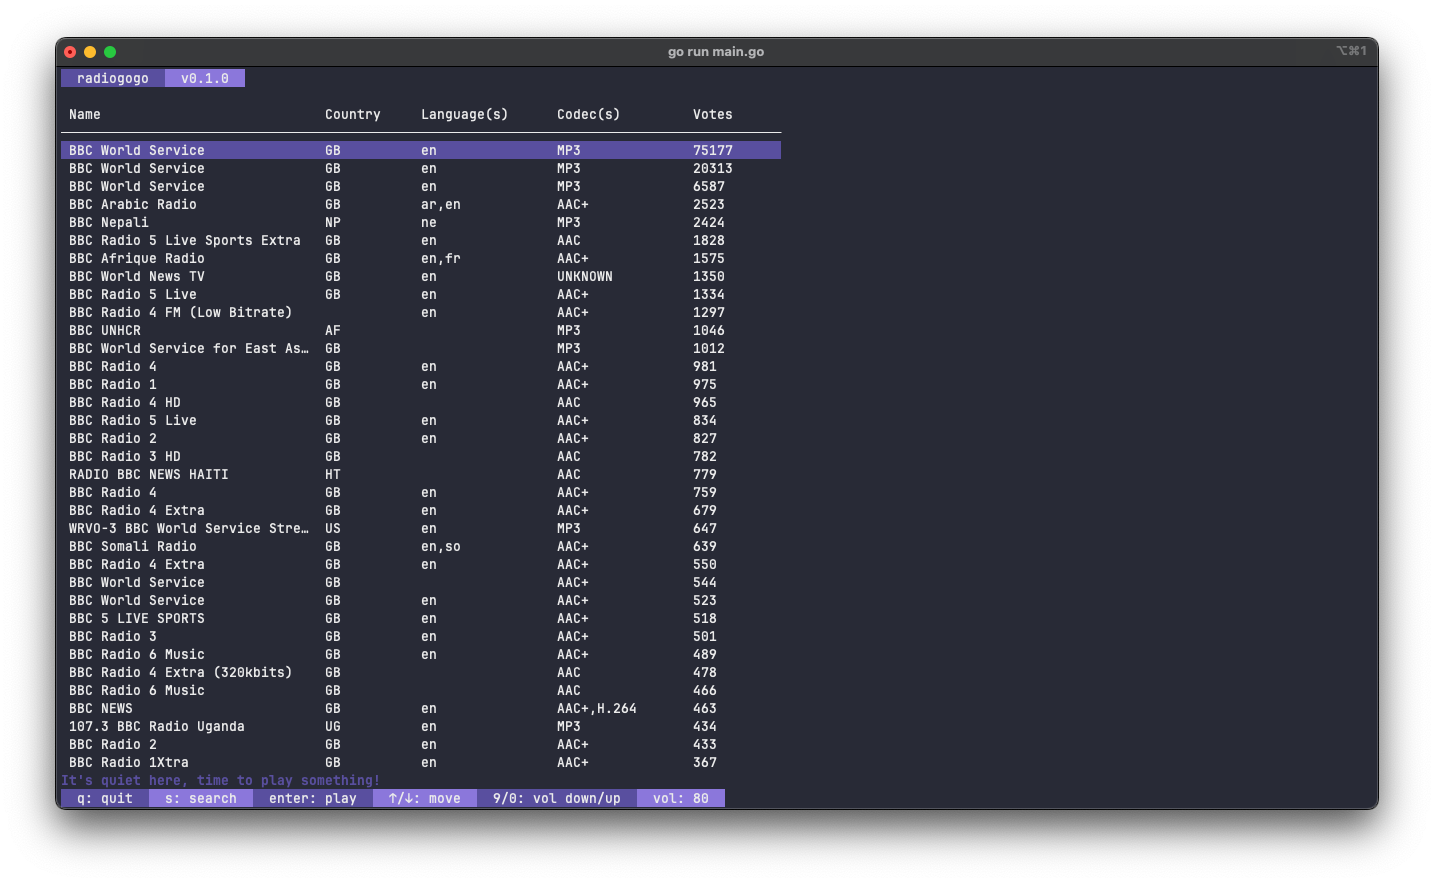 go run main.go ⌥⌘1
radiogogo v0.1.0
Name Country Language(s) Codec(s) Votes
BBC World Service GB en MP3 75177
BBC World Service GB en MP3 20313
BBC World Service GB en MP3 6587
BBC Arabic Radio GB ar,en AAC+ 2523
BBC Nepali NP ne MP3 2424
BBC Radio 5 Live Sports Extra GB en AAC 1828
BBC Afrique Radio GB en,fr AAC+ 1575
BBC World News TV GB en UNKNOWN 1350
BBC Radio 5 Live GB en AAC+ 1334
BBC Radio 4 FM (Low Bitrate) en AAC+ 1297
BBC UNHCR AF MP3 1046
BBC World Service for East As… GB MP3 1012
BBC Radio 4 GB en AAC+ 981
BBC Radio 1 GB en AAC+ 975
BBC Radio 4 HD GB AAC 965
BBC Radio 5 Live GB en AAC+ 834
BBC Radio 2 GB en AAC+ 827
BBC Radio 3 HD GB AAC 782
RADIO BBC NEWS HAITI HT AAC 779
BBC Radio 4 GB en AAC+ 759
BBC Radio 4 Extra GB en AAC+ 679
WRVO-3 BBC World Service Stre… US en MP3 647
BBC Somali Radio GB en,so AAC+ 639
BBC Radio 4 Extra GB en AAC+ 550
BBC World Service GB AAC+ 544
BBC World Service GB en AAC+ 523
BBC 5 LIVE SPORTS GB en AAC+ 518
BBC Radio 3 GB en AAC+ 501
BBC Radio 6 Music GB en AAC+ 489
BBC Radio 4 Extra (320kbits) GB AAC 478
BBC Radio 6 Music GB AAC 466
BBC NEWS GB en AAC+,H.264 463
107.3 BBC Radio Uganda UG en MP3 434
BBC Radio 2 GB en AAC+ 433
BBC Radio 1Xtra GB en AAC+ 367
It's quiet here, time to play something!
q: quit s: search enter: play ↑/↓: move 9/0: vol down/up vol: 80